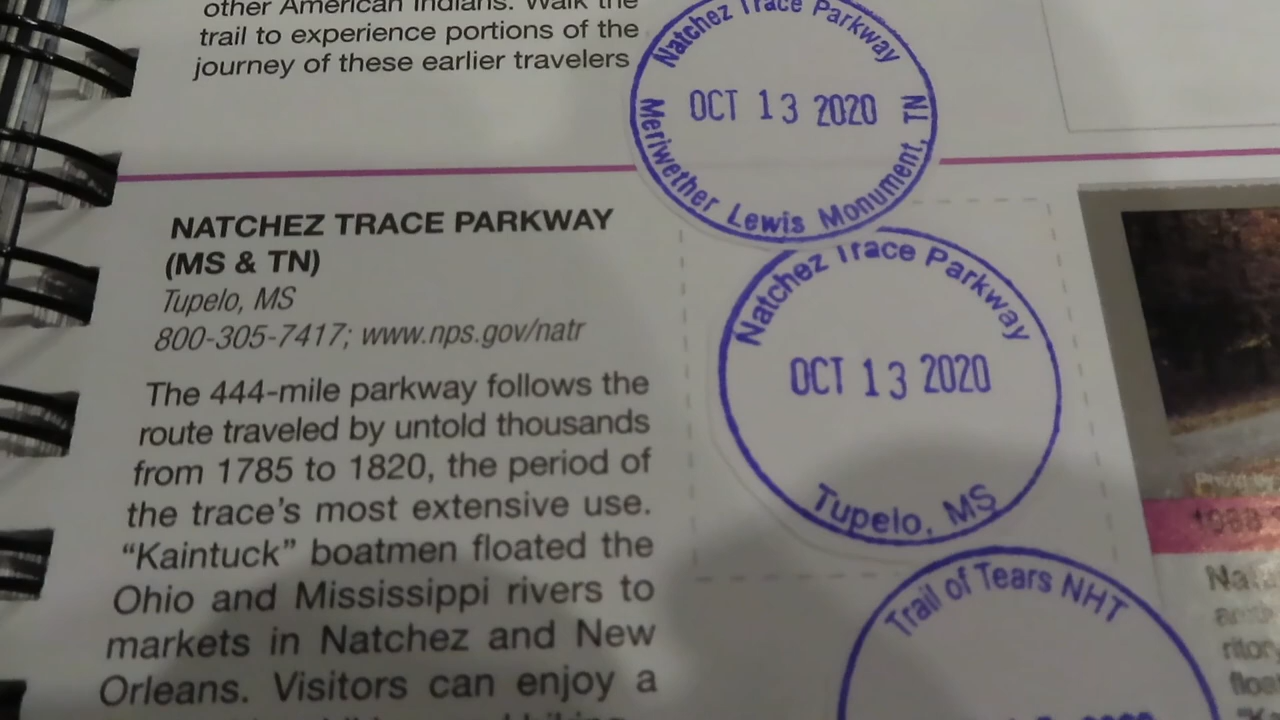 other American Indians. Walk the
trail to experience portions of the
journey of these earlier travelers
Natchez Trace Parkway
OCT 13 2020
Meriwether Lewis Monument, TN
NATCHEZ TRACE PARKWAY
(MS & TN)
Tupelo, MS
800-305-7417; www.nps.gov/natr
The 444-mile parkway follows the
route traveled by untold thousands
from 1785 to 1820, the period of
the trace's most extensive use.
“Kaintuck” boatmen floated the
Ohio and Mississippi rivers to
markets in Natchez and New
Orleans. Visitors can enjoy a
Natchez Trace Parkway
OCT 13 2020
Tupelo, MS
Trail of Tears NHT
1988